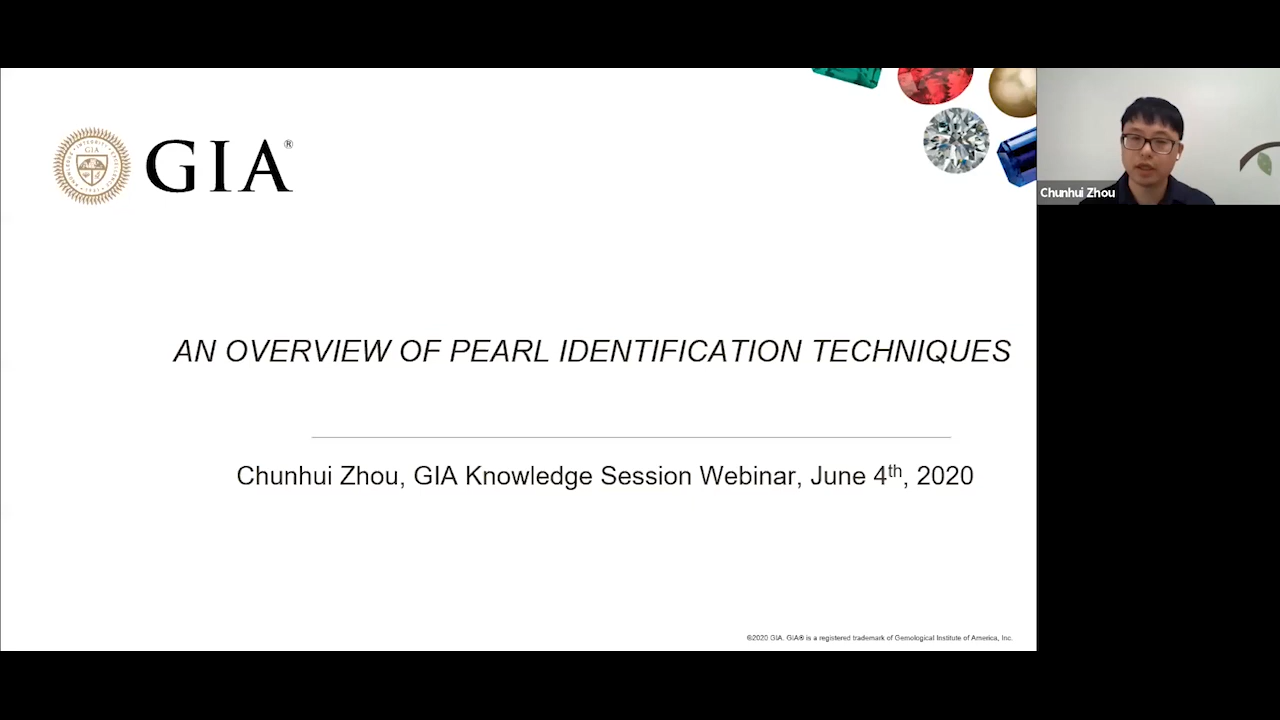 GIA®
AN OVERVIEW OF PEARL IDENTIFICATION TECHNIQUES
Chunhui Zhou, GIA Knowledge Session Webinar, June 4th, 2020
©2020 GIA. GIA® is a registered trademark of Gemological Institute of America, Inc.
Chunhui Zhou